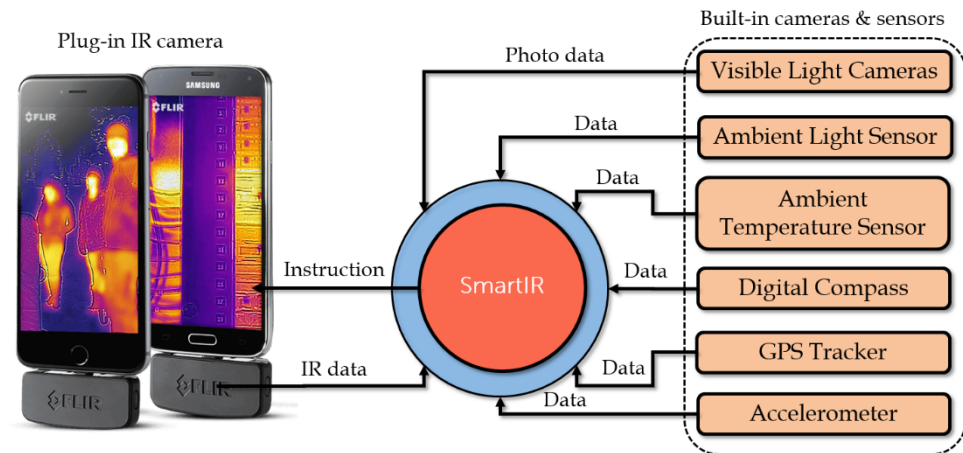 Plug-in IR camera
Built-in cameras & sensors
SAMSUNG
FLIR
FLIR
FLIR
FLIR
Photo data
Data
Data
Instruction
Data
IR data
Data
Data
SmartIR
Visible Light Cameras
Ambient Light Sensor
Ambient
Temperature Sensor
Digital Compass
GPS Tracker
Accelerometer